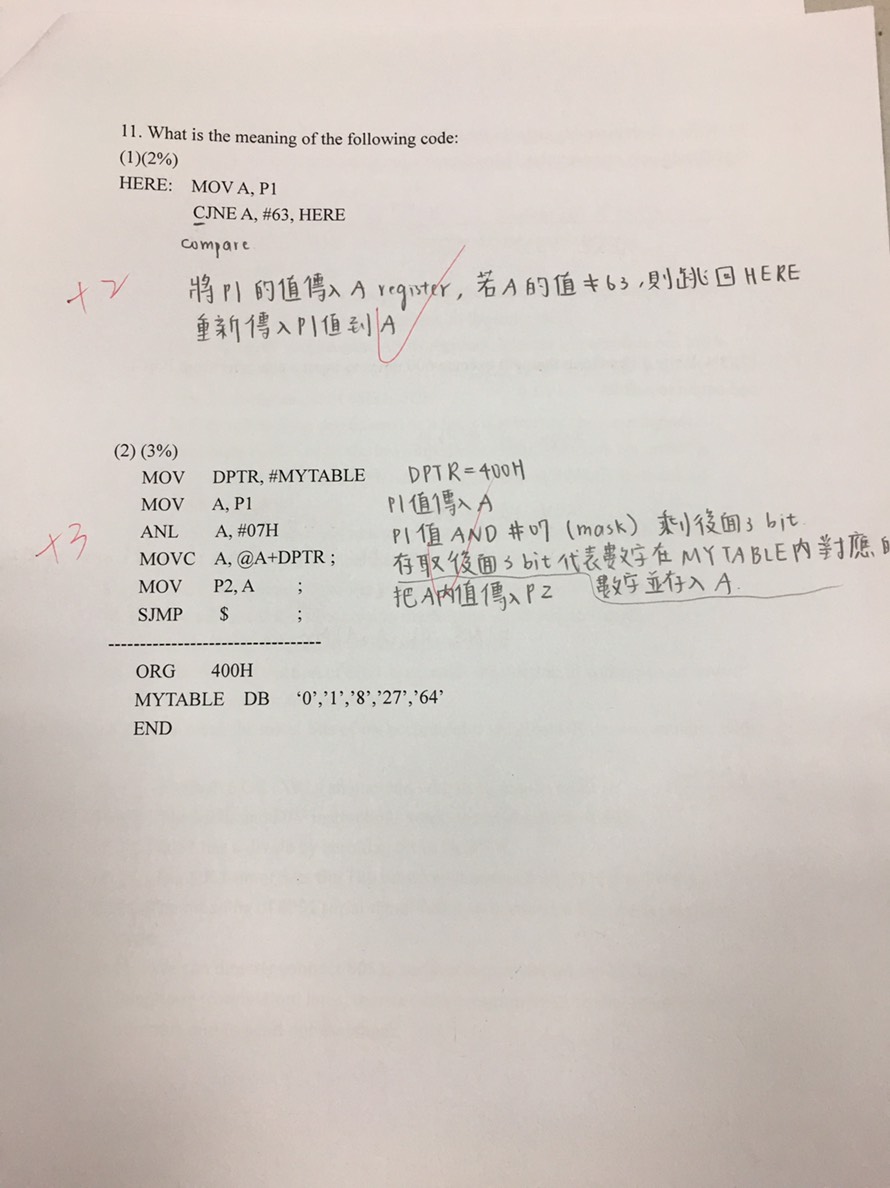 11. What is the meaning of the following code:
(1)(2%)
HERE: MOV A, P1
CJNE A, #63, HERE
compare
+2
將P1的值傳入A register, 若A的值≠63,則跳回HERE
重新傳入P1值到A
(2) (3%)
MOV DPTR, #MYTABLE DPTR=400H
MOV A, P1 P1值傳入A
ANL A, #07H P1值 AND #07 (mask) 剩後面3 bit
+3
MOVC A, @A+DPTR ; 存取後面3 bit代表數字在MYTABLE內對應的
MOV P2, A ; 把A內值傳入P2 數字並存入A.
SJMP $ ;
---------------------------------
ORG 400H
MYTABLE DB ‘0’,’1’,’8’,’27’,’64’
END